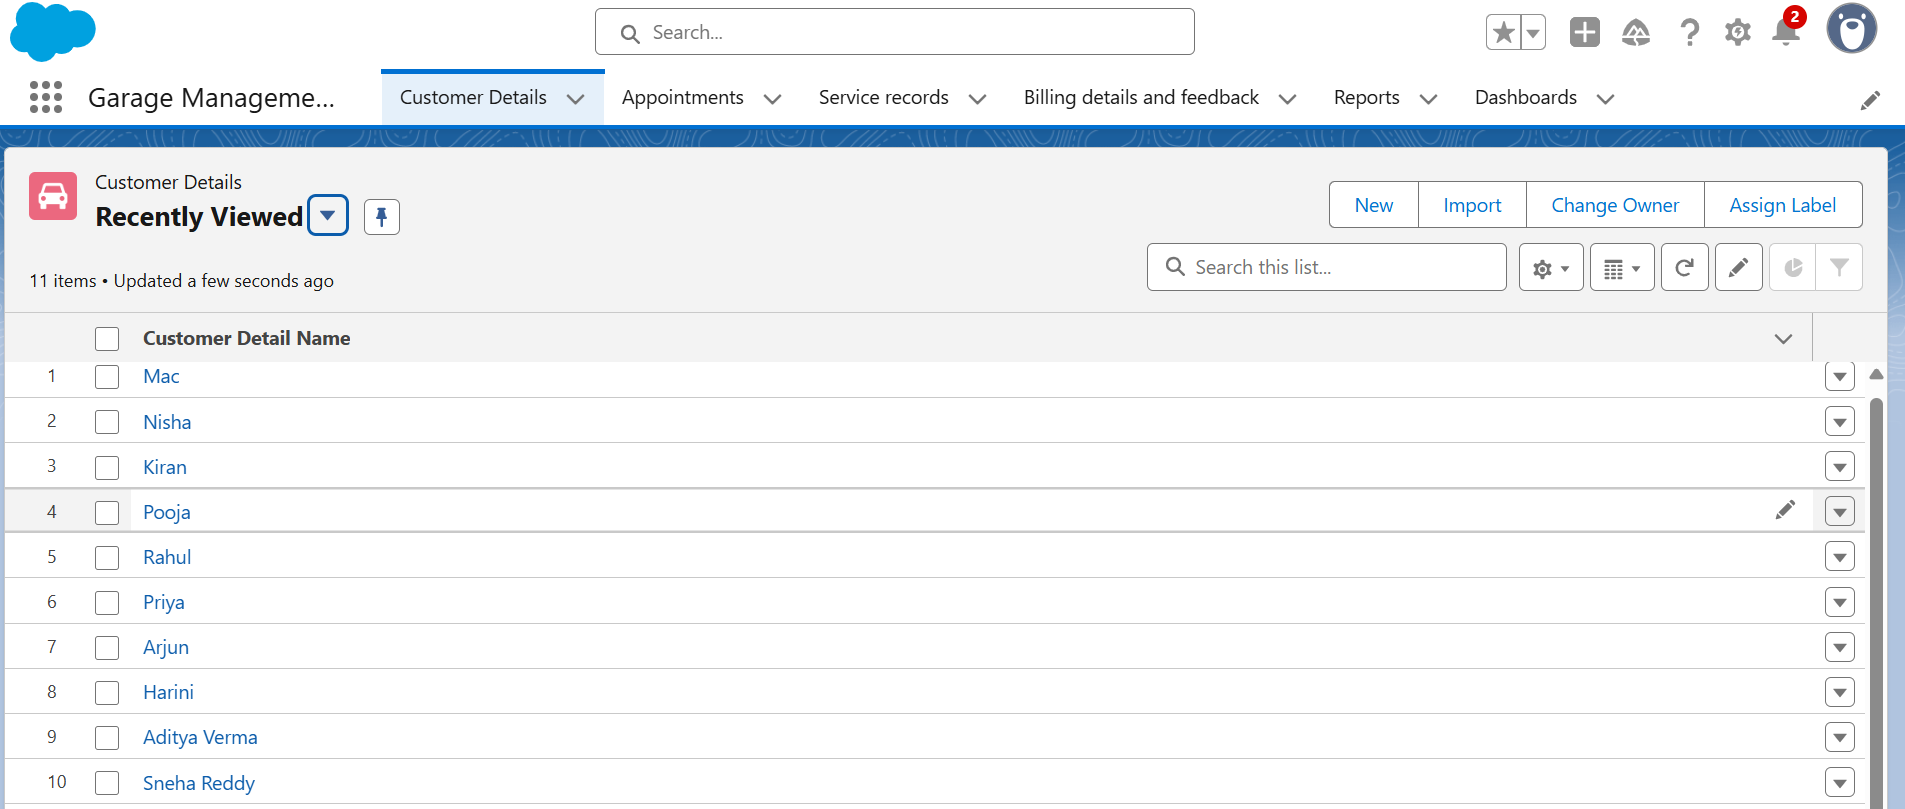 Search...
2
Garage Manageme...
Customer Details
Appointments
Service records
Billing details and feedback
Reports
Dashboards
Customer Details
Recently Viewed
New
Import
Change Owner
Assign Label
11 items • Updated a few seconds ago
Search this list...
Customer Detail Name
1 Mac
2 Nisha
3 Kiran
4 Pooja
5 Rahul
6 Priya
7 Arjun
8 Harini
9 Aditya Verma
10 Sneha Reddy